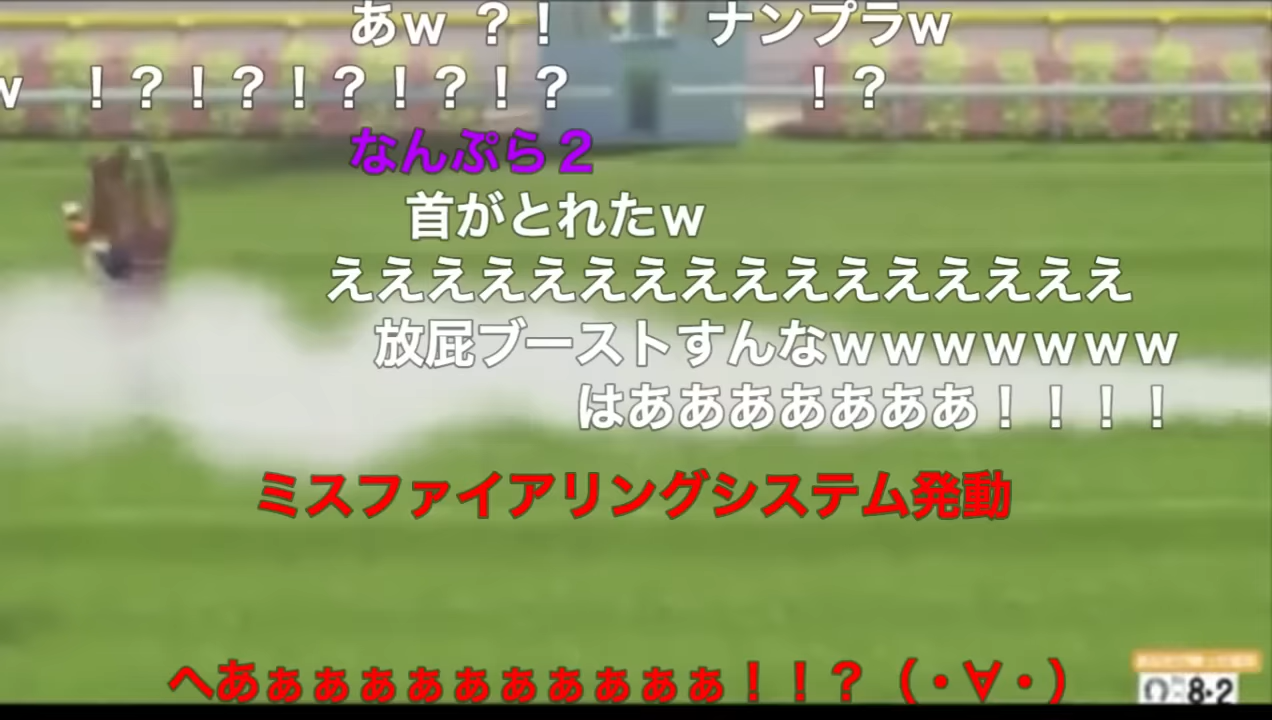 あｗ ？！ ナンプラｗ
ｗ ！？！？！？！？！？ ！？
なんぷら２
首がとれたｗ
ええええええええええええええええ
放屁ブーストすんなｗｗｗｗｗｗｗ
はあああああああ！！！！
ミスファイアリングシステム発動
へあぁぁぁぁぁぁぁぁぁぁ！！？（・∀・）
8-2